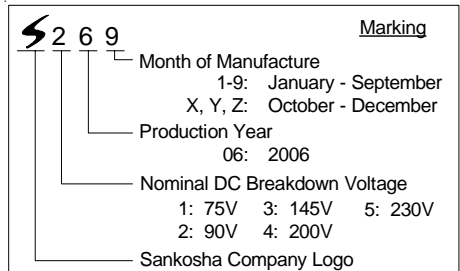 Marking
2 6 9
Month of Manufacture
1-9: January - September
X, Y, Z: October - December
Production Year
06: 2006
Nominal DC Breakdown Voltage
1: 75V 3: 145V 5: 230V
2: 90V 4: 200V
Sankosha Company Logo